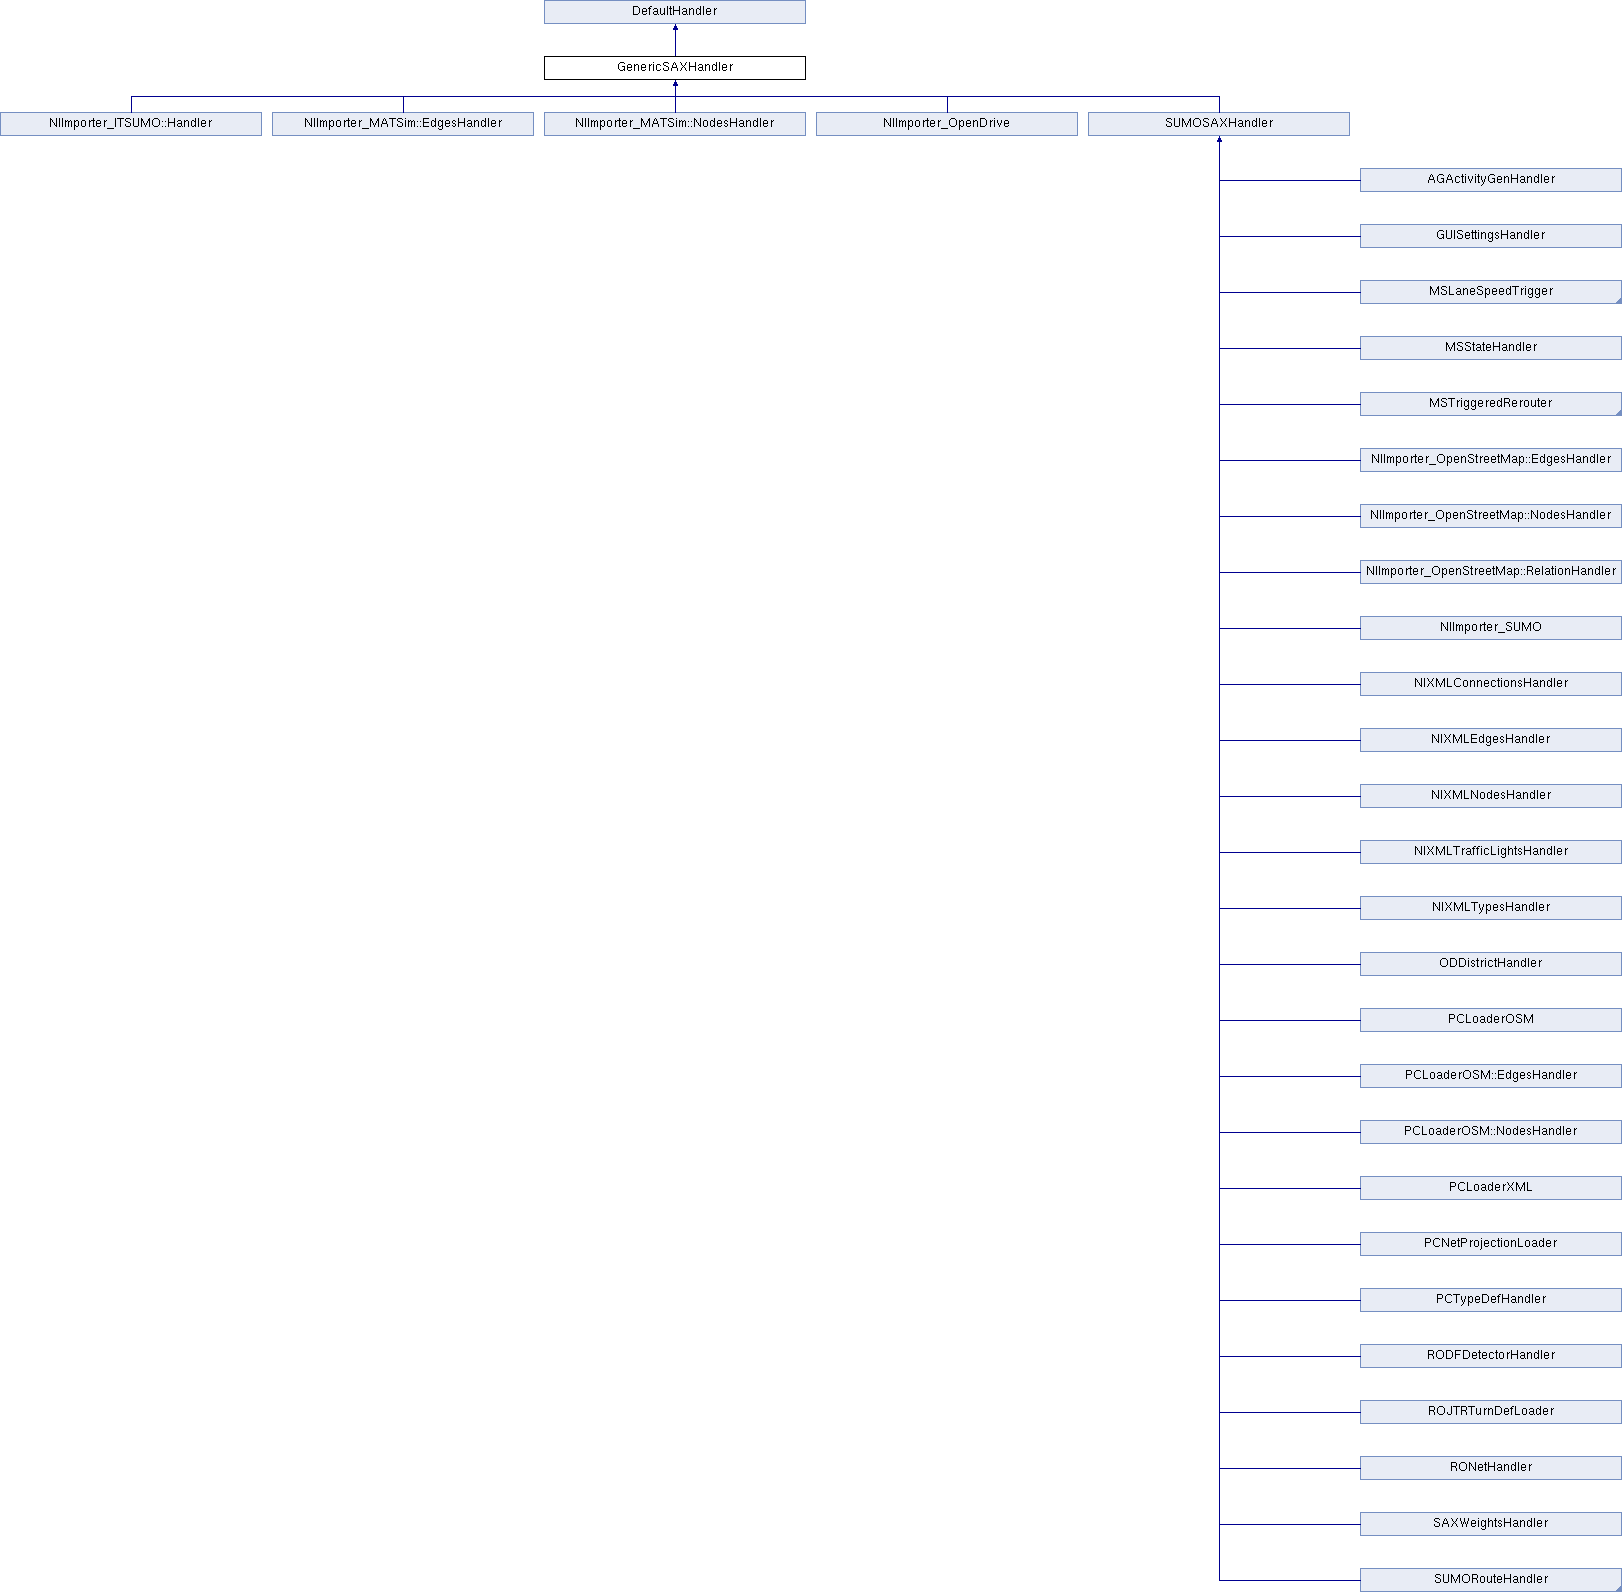 DefaultHandler
GenericSAXHandler
NIImporter_ITSUMO::Handler
NIImporter_MATSim::EdgesHandler
NIImporter_MATSim::NodesHandler
NIImporter_OpenDrive
SUMOSAXHandler
AGActivityGenHandler
GUISettingsHandler
MSLaneSpeedTrigger
MSStateHandler
MSTriggeredRerouter
NIImporter_OpenStreetMap::EdgesHandler
NIImporter_OpenStreetMap::NodesHandler
NIImporter_OpenStreetMap::RelationHandler
NIImporter_SUMO
NIXMLConnectionsHandler
NIXMLEdgesHandler
NIXMLNodesHandler
NIXMLTrafficLightsHandler
NIXMLTypesHandler
ODDistrictHandler
PCLoaderOSM
PCLoaderOSM::EdgesHandler
PCLoaderOSM::NodesHandler
PCLoaderXML
PCNetProjectionLoader
PCTypeDefHandler
RODFDetectorHandler
ROJTRTurnDefLoader
RONetHandler
SAXWeightsHandler
SUMORouteHandler